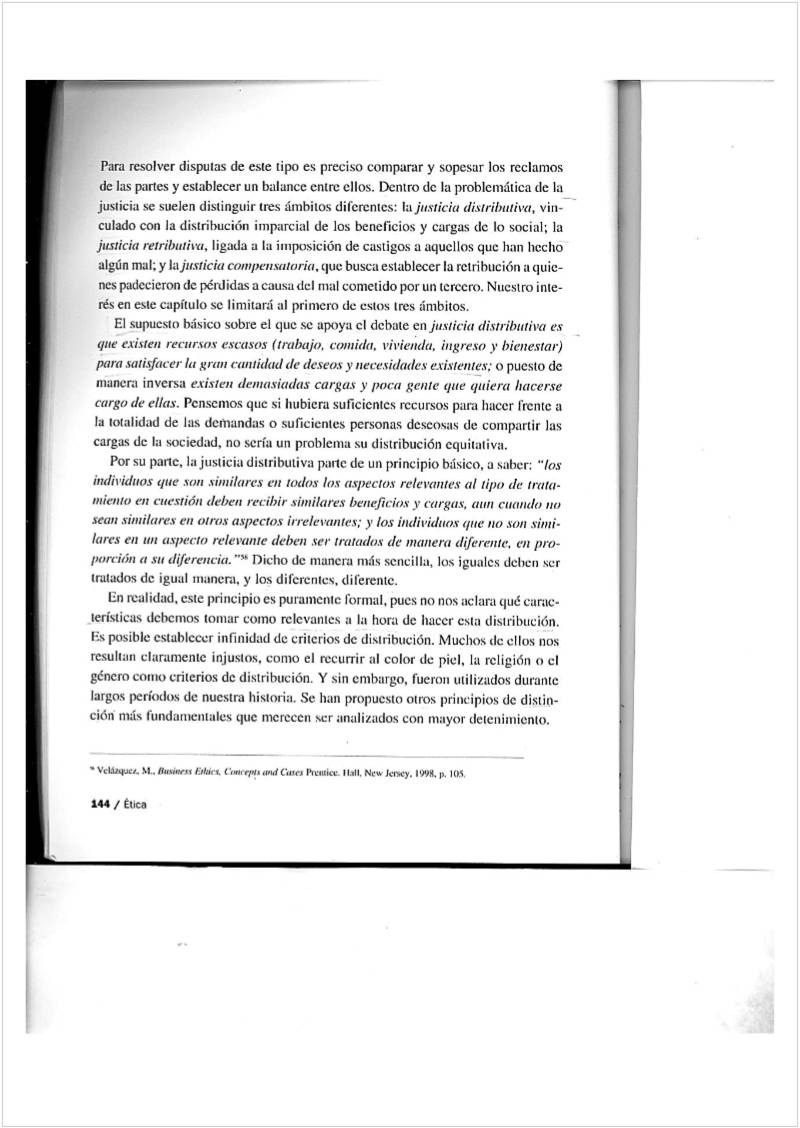 Para resolver disputas de este tipo es preciso comparar y sopesar los reclamos
de las partes y establecer un balance entre ellos. Dentro de la problemática de la
justicia se suelen distinguir tres ámbitos diferentes: la justicia distributiva, vin-
culado con la distribución imparcial de los beneficios y cargas de lo social; la
justicia retributiva, ligada a la imposición de castigos a aquellos que han hecho
algún mal; y la justicia compensatoria, que busca establecer la retribución a quie-
nes padecieron de pérdidas a causa del mal cometido por un tercero. Nuestro inte-
rés en este capítulo se limitará al primero de estos tres ámbitos.
El supuesto básico sobre el que se apoya el debate en justicia distributiva es
que existen recursos escasos (trabajo, comida, vivienda, ingreso y bienestar)
para satisfacer la gran cantidad de deseos y necesidades existentes; o puesto de
manera inversa existen demasiadas cargas y poca gente que quiera hacerse
cargo de ellas. Pensemos que si hubiera suficientes recursos para hacer frente a
la totalidad de las demandas o suficientes personas deseosas de compartir las
cargas de la sociedad, no sería un problema su distribución equitativa.
Por su parte, la justicia distributiva parte de un principio básico, a saber: "los
individuos que son similares en todos los aspectos relevantes al tipo de trata-
miento en cuestión deben recibir similares beneficios y cargas, aun cuando no
sean similares en otros aspectos irrelevantes; y los individuos que no son simi-
lares en un aspecto relevante deben ser tratados de manera diferente, en pro-
porción a su diferencia."⁵⁶ Dicho de manera más sencilla, los iguales deben ser
tratados de igual manera, y los diferentes, diferente.
En realidad, este principio es puramente formal, pues no nos aclara qué carac-
terísticas debemos tomar como relevantes a la hora de hacer esta distribución.
Es posible establecer infinidad de criterios de distribución. Muchos de ellos nos
resultan claramente injustos, como el recurrir al color de piel, la religión o el
género como criterios de distribución. Y sin embargo, fueron utilizados durante
largos períodos de nuestra historia. Se han propuesto otros principios de distin-
ción más fundamentales que merecen ser analizados con mayor detenimiento.
⁵⁶ Velázquez, M., Business Ethics, Concepts and Cases Prentice. Hall, New Jersey, 1998, p. 105.
144 / Ética